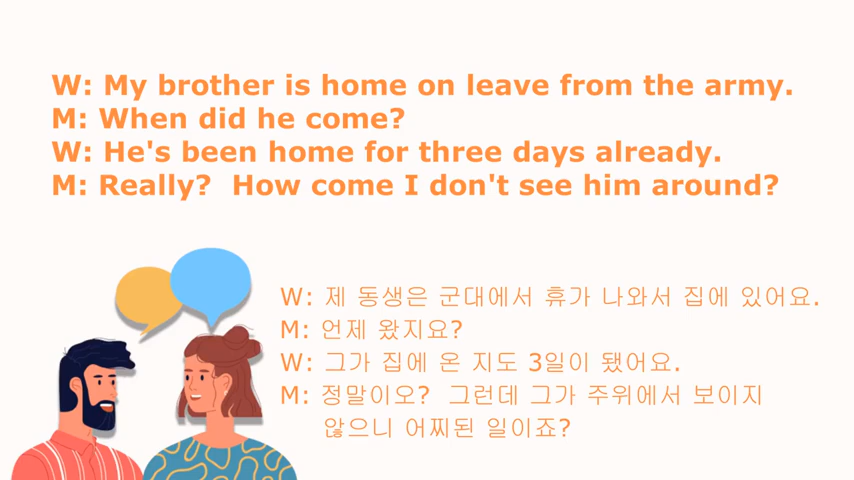 W: My brother is home on leave from the army.
M: When did he come?
W: He's been home for three days already.
M: Really?  How come I don't see him around?
W: 제 동생은 군대에서 휴가 나와서 집에 있어요.
M: 언제 왔지요?
W: 그가 집에 온 지도 3일이 됐어요.
M: 정말이오?  그런데 그가 주위에서 보이지
않으니 어찌된 일이죠?